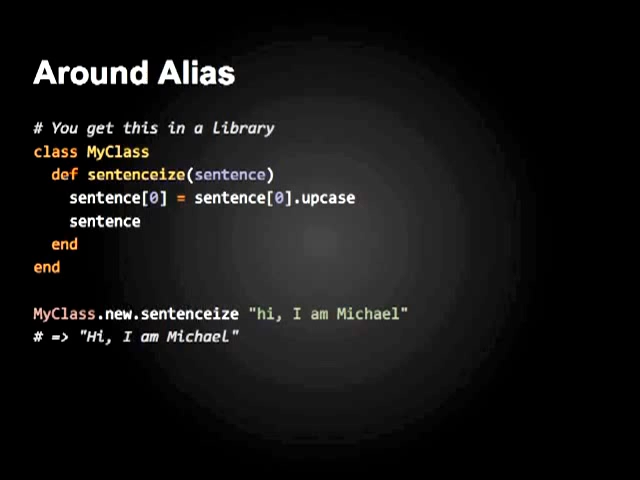 Around Alias
# You get this in a library
class MyClass
def sentenceize(sentence)
sentence[0] = sentence[0].upcase
sentence
end
end
MyClass.new.sentenceize "hi, I am Michael"
# => "Hi, I am Michael"